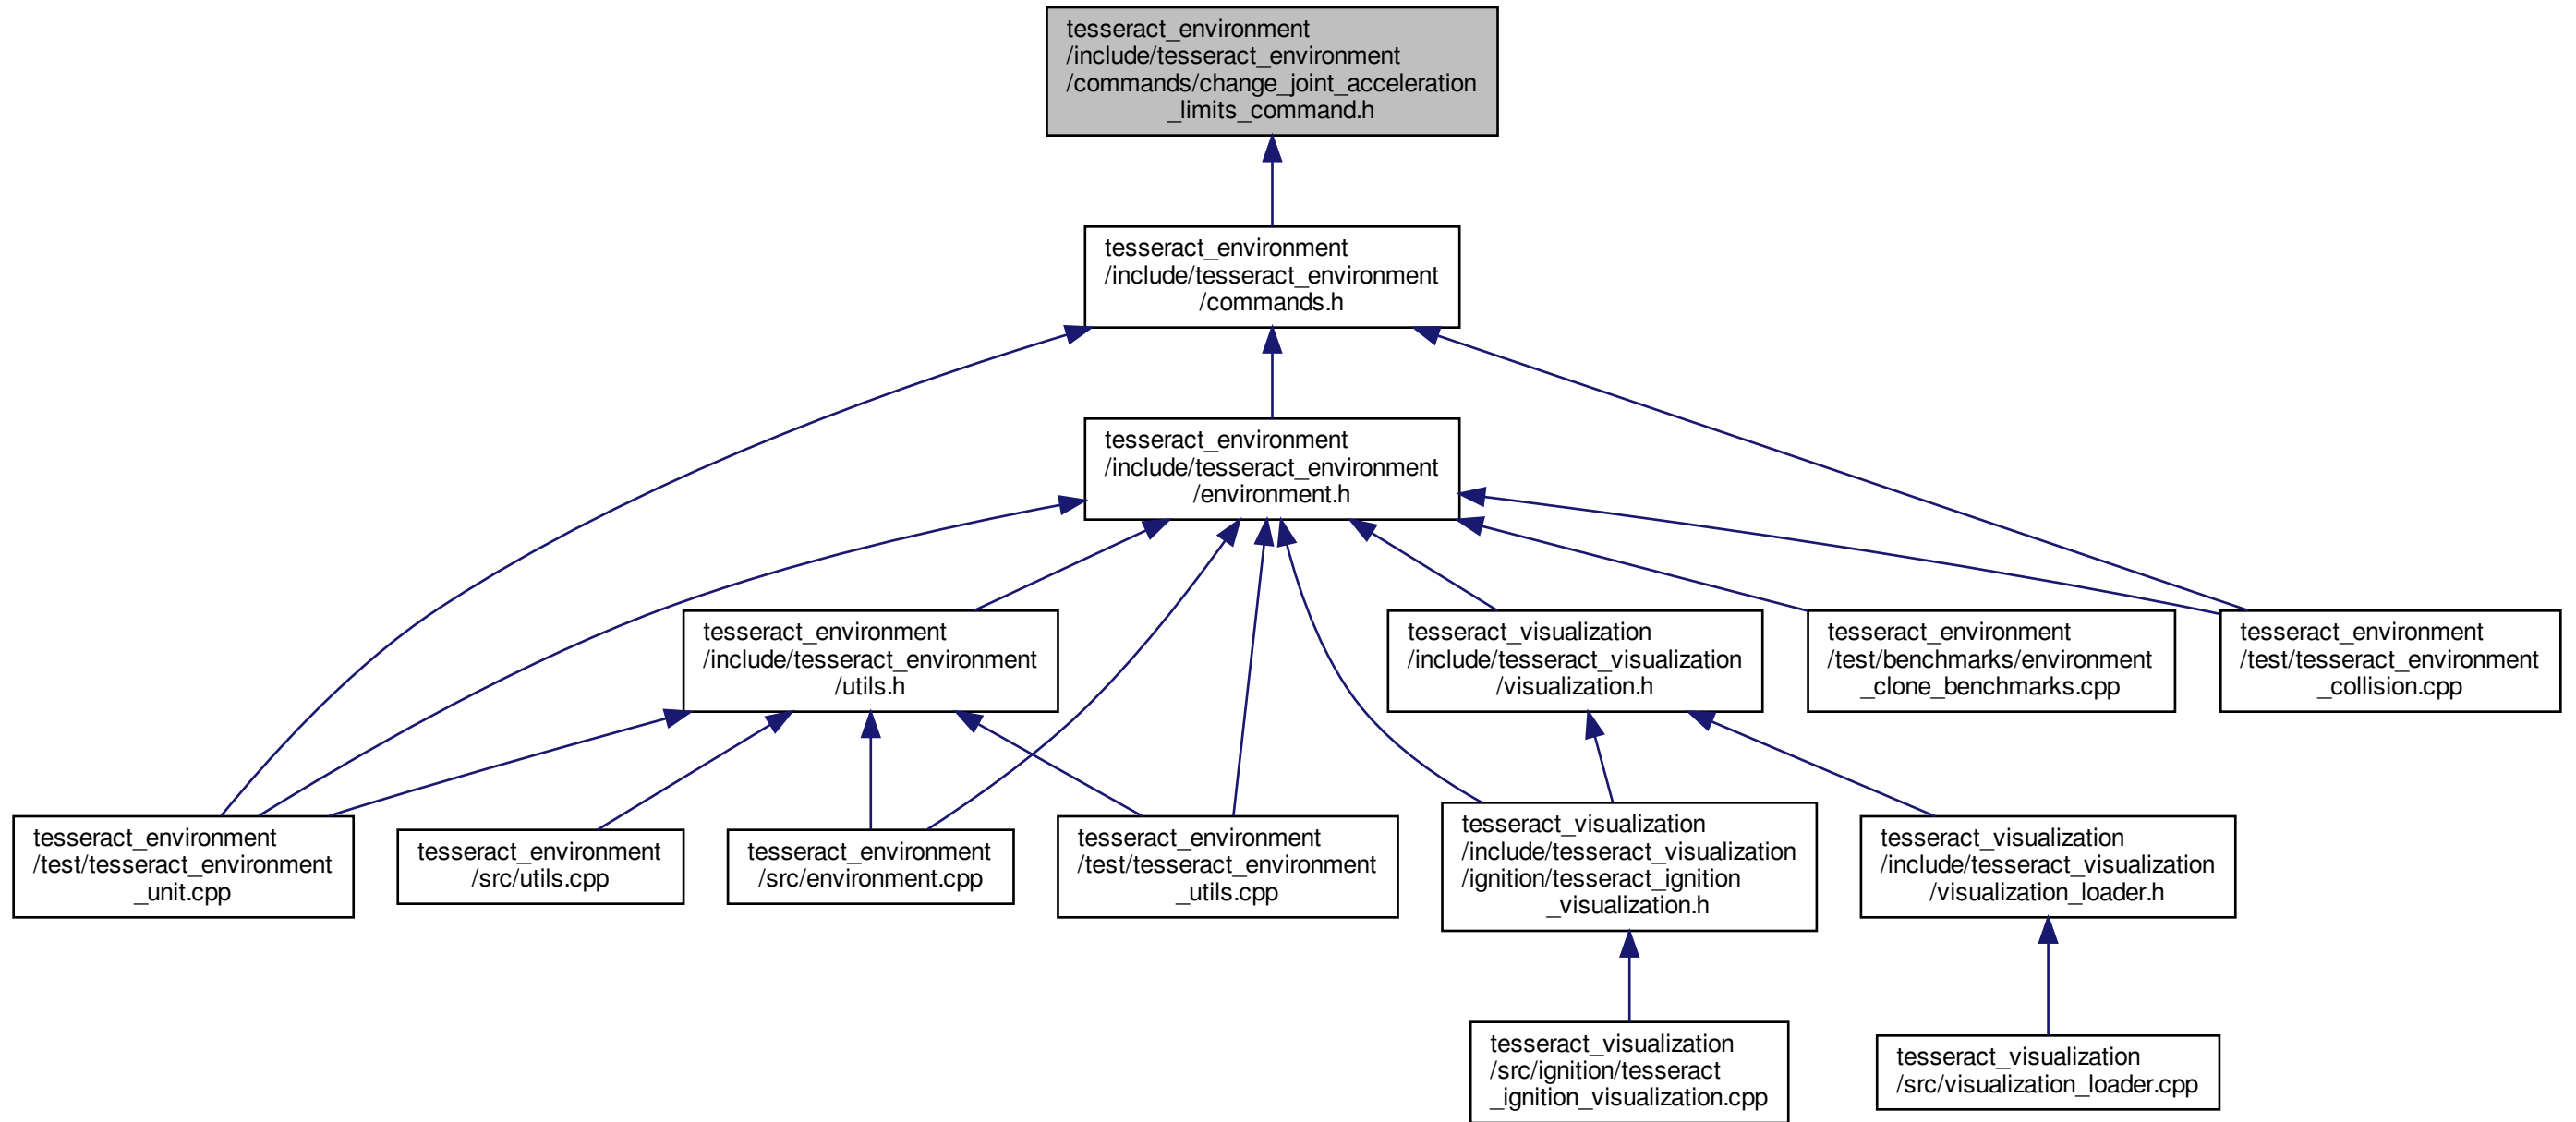 tesseract_environment
/include/tesseract_environment
/commands/change_joint_acceleration
_limits_command.h
tesseract_environment
/include/tesseract_environment
/commands.h
tesseract_environment
/include/tesseract_environment
/environment.h
tesseract_environment
/include/tesseract_environment
/utils.h
tesseract_visualization
/include/tesseract_visualization
/visualization.h
tesseract_environment
/test/benchmarks/environment
_clone_benchmarks.cpp
tesseract_environment
/test/tesseract_environment
_collision.cpp
tesseract_environment
/test/tesseract_environment
_unit.cpp
tesseract_environment
/src/utils.cpp
tesseract_environment
/src/environment.cpp
tesseract_environment
/test/tesseract_environment
_utils.cpp
tesseract_visualization
/include/tesseract_visualization
/ignition/tesseract_ignition
_visualization.h
tesseract_visualization
/include/tesseract_visualization
/visualization_loader.h
tesseract_visualization
/src/ignition/tesseract
_ignition_visualization.cpp
tesseract_visualization
/src/visualization_loader.cpp